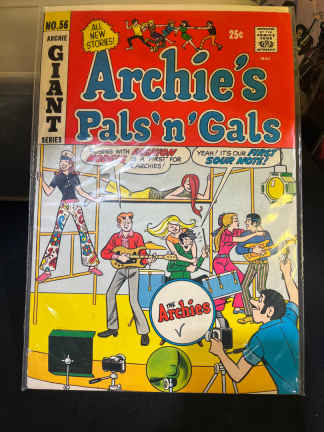 NO. 56
ARCHIE
GIANT
SERIES
ALL
NEW
STORIES!
25¢
Archie's
Pals 'n' Gals
WITH
A FIRST FOR
ARCHIES!
YEAH! IT'S OUR FIRST
SOUR NOTE!
THE
Archies